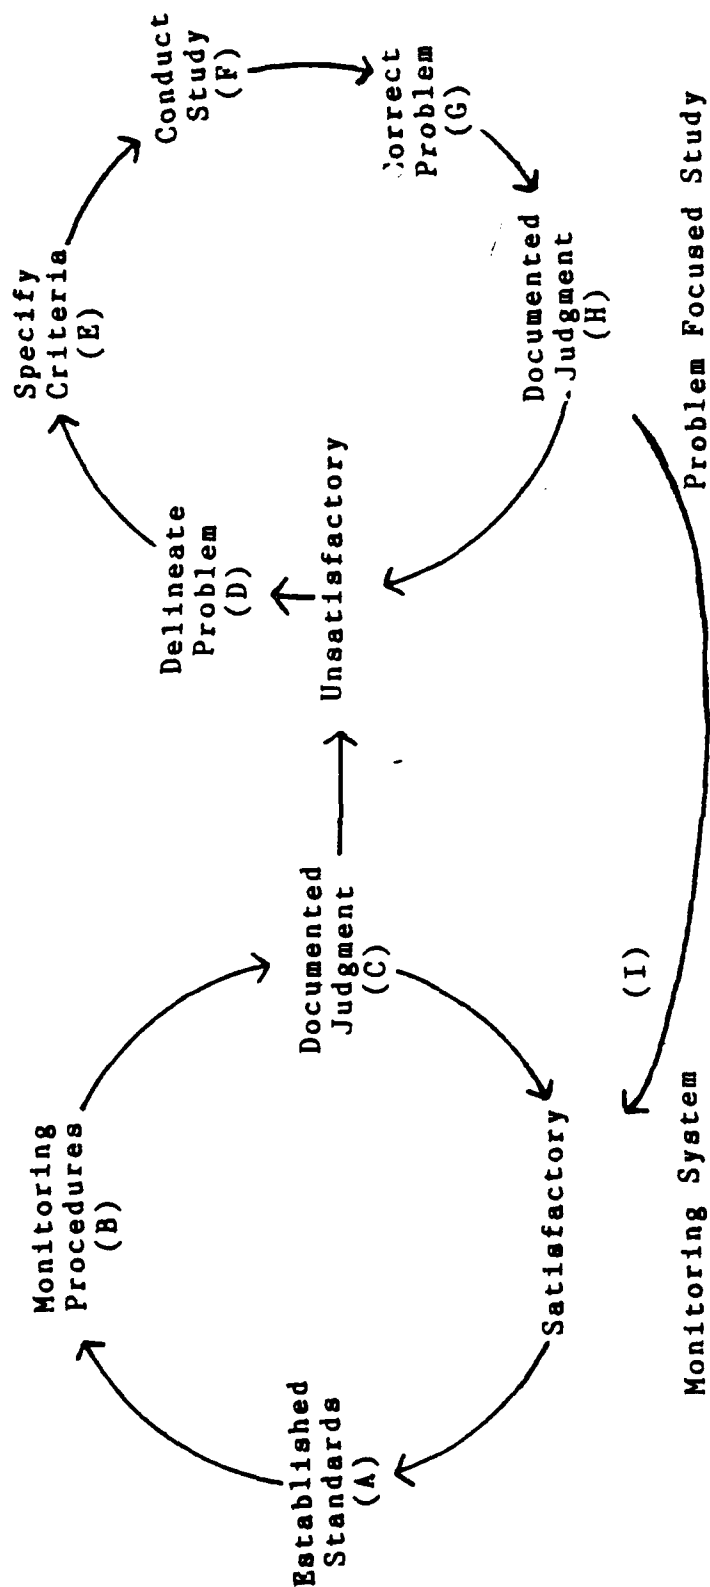 Established
Standards
(A)
Monitoring
Procedures
(B)
Documented
Judgment
(C)
Satisfactory
Unsatisfactory
Delineate
Problem
(D)
Specify
Criteria
(E)
Conduct
Study
(F)
Correct
Problem
(G)
Documented
Judgment
(H)
(I)
Monitoring System
Problem Focused Study